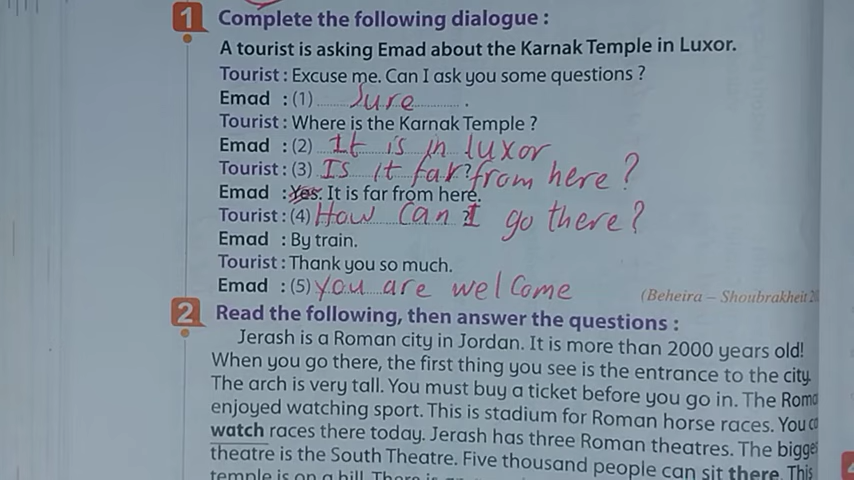 1 Complete the following dialogue :
A tourist is asking Emad about the Karnak Temple in Luxor.
Tourist : Excuse me. Can I ask you some questions ?
Emad : (1) Sure .
Tourist : Where is the Karnak Temple ?
Emad : (2) It is in luxor
Tourist : (3) Is it far ? from here ?
Emad : Yes. It is far from here.
Tourist : (4) How Can I go there ?
Emad : By train.
Tourist : Thank you so much.
Emad : (5) you are welcome
(Beheira – Shoubrakheit 20
2 Read the following, then answer the questions :
Jerash is a Roman city in Jordan. It is more than 2000 years old!
When you go there, the first thing you see is the entrance to the city.
The arch is very tall. You must buy a ticket before you go in. The Roma
enjoyed watching sport. This is stadium for Roman horse races. You ca
watch races there today. Jerash has three Roman theatres. The bigge
theatre is the South Theatre. Five thousand people can sit there. This
temple is on a hill. There is